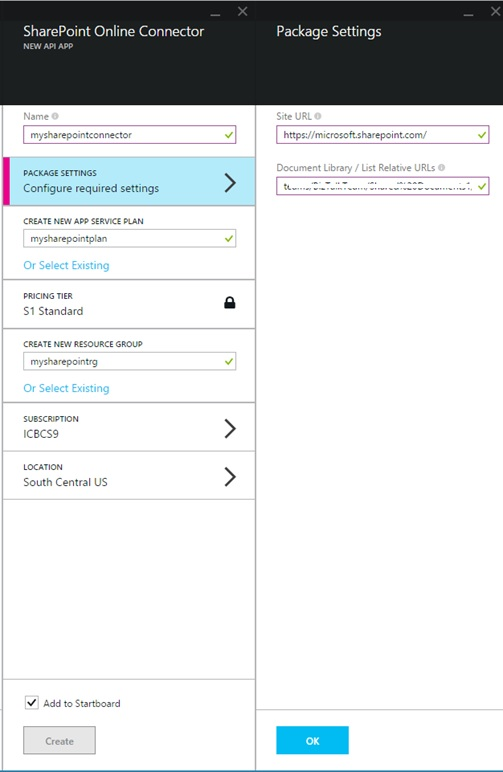 SharePoint Online Connector
NEW API APP
Name
mysharepointconnector
PACKAGE SETTINGS
Configure required settings
CREATE NEW APP SERVICE PLAN
mysharepointplan
Or Select Existing
PRICING TIER
S1 Standard
CREATE NEW RESOURCE GROUP
mysharepointrg
Or Select Existing
SUBSCRIPTION
ICBCS9
LOCATION
South Central US
Add to Startboard
Create
Package Settings
Site URL
https://microsoft.sharepoint.com/
Document Library / List Relative URLs
OK